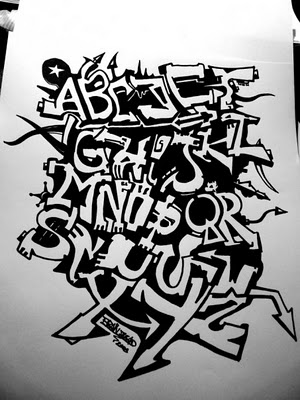 ABCDEF
GHIJKL
MNOPQR
STUVW
XYZ